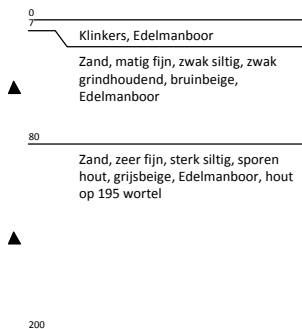 0
7
Klinkers, Edelmanboor
Zand, matig fijn, zwak siltig, zwak
grindhoudend, bruinbeige,
Edelmanboor
80
Zand, zeer fijn, sterk siltig, sporen
hout, grijsbeige, Edelmanboor, hout
op 195 wortel
200